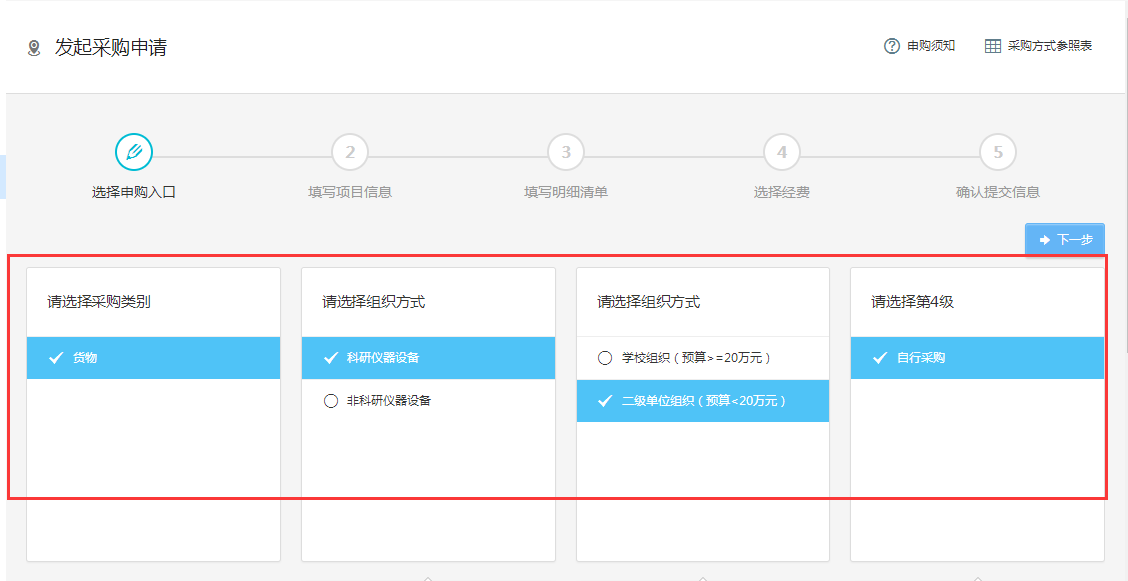 发起采购申请
申购须知
采购方式参照表
2
3
4
5
选择申购入口
填写项目信息
填写明细清单
选择经费
确认提交信息
下一步
请选择采购类别
货物
请选择组织方式
科研仪器设备
非科研仪器设备
请选择组织方式
学校组织（预算>=20万元）
二级单位组织（预算<20万元）
请选择第4级
自行采购